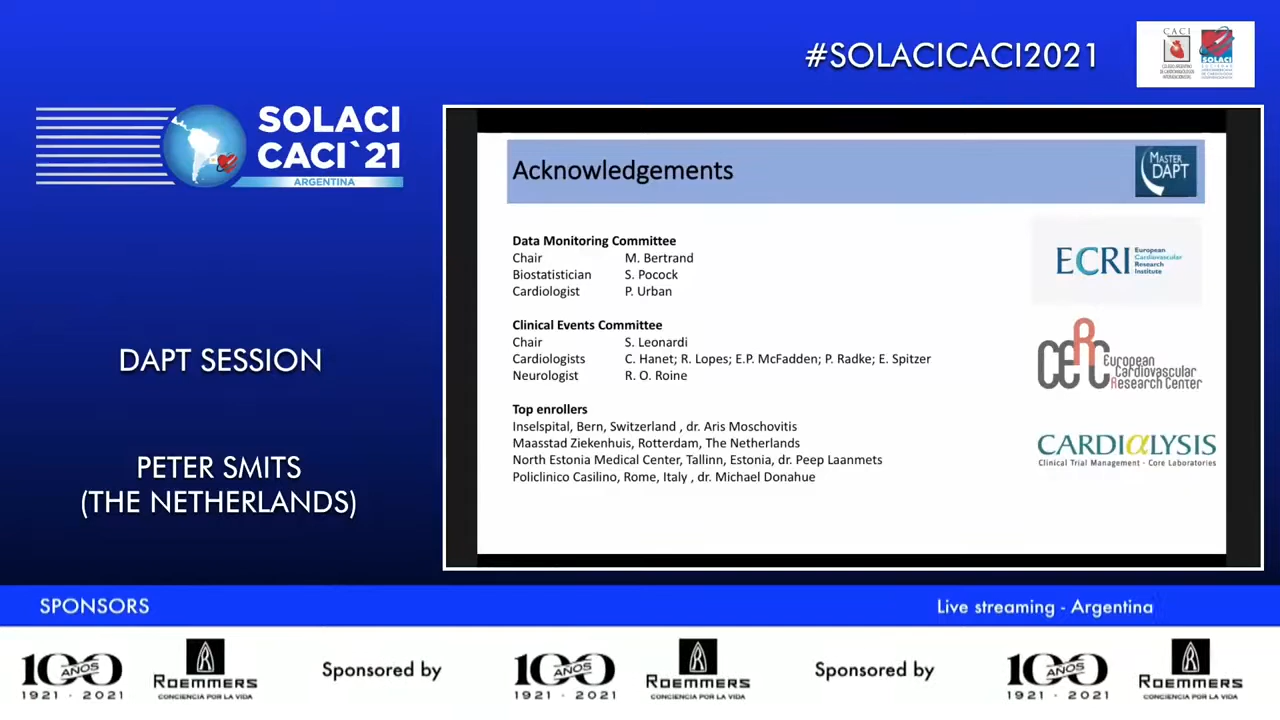 #SOLACICACI2021
CACI
SOLACI
SOLACI
CACI`21
ARGENTINA
DAPT SESSION
PETER SMITS
(THE NETHERLANDS)
Acknowledgements
MASTER
DAPT
Data Monitoring Committee
Chair M. Bertrand
Biostatistician S. Pocock
Cardiologist P. Urban
Clinical Events Committee
Chair S. Leonardi
Cardiologists C. Hanet; R. Lopes; E.P. McFadden; P. Radke; E. Spitzer
Neurologist R. O. Roine
Top enrollers
Inselspital, Bern, Switzerland , dr. Aris Moschovitis
Maasstad Ziekenhuis, Rotterdam, The Netherlands
North Estonia Medical Center, Tallinn, Estonia, dr. Peep Laanmets
Policlinico Casilino, Rome, Italy , dr. Michael Donahue
ECRI European
Cardiovascular
Research
Institute
CERC European
Cardiovascular
Research Center
CARDIαLYSIS
Clinical Trial Management - Core Laboratories
SPONSORS
Live streaming - Argentina
100 AÑOS
1921 - 2021
ROEMMERS
CONCIENCIA POR LA VIDA
Sponsored by
100 AÑOS
1921 - 2021
ROEMMERS
CONCIENCIA POR LA VIDA
Sponsored by
100 AÑOS
1921 - 2021
ROEMMERS
CONCIENCIA POR LA VIDA